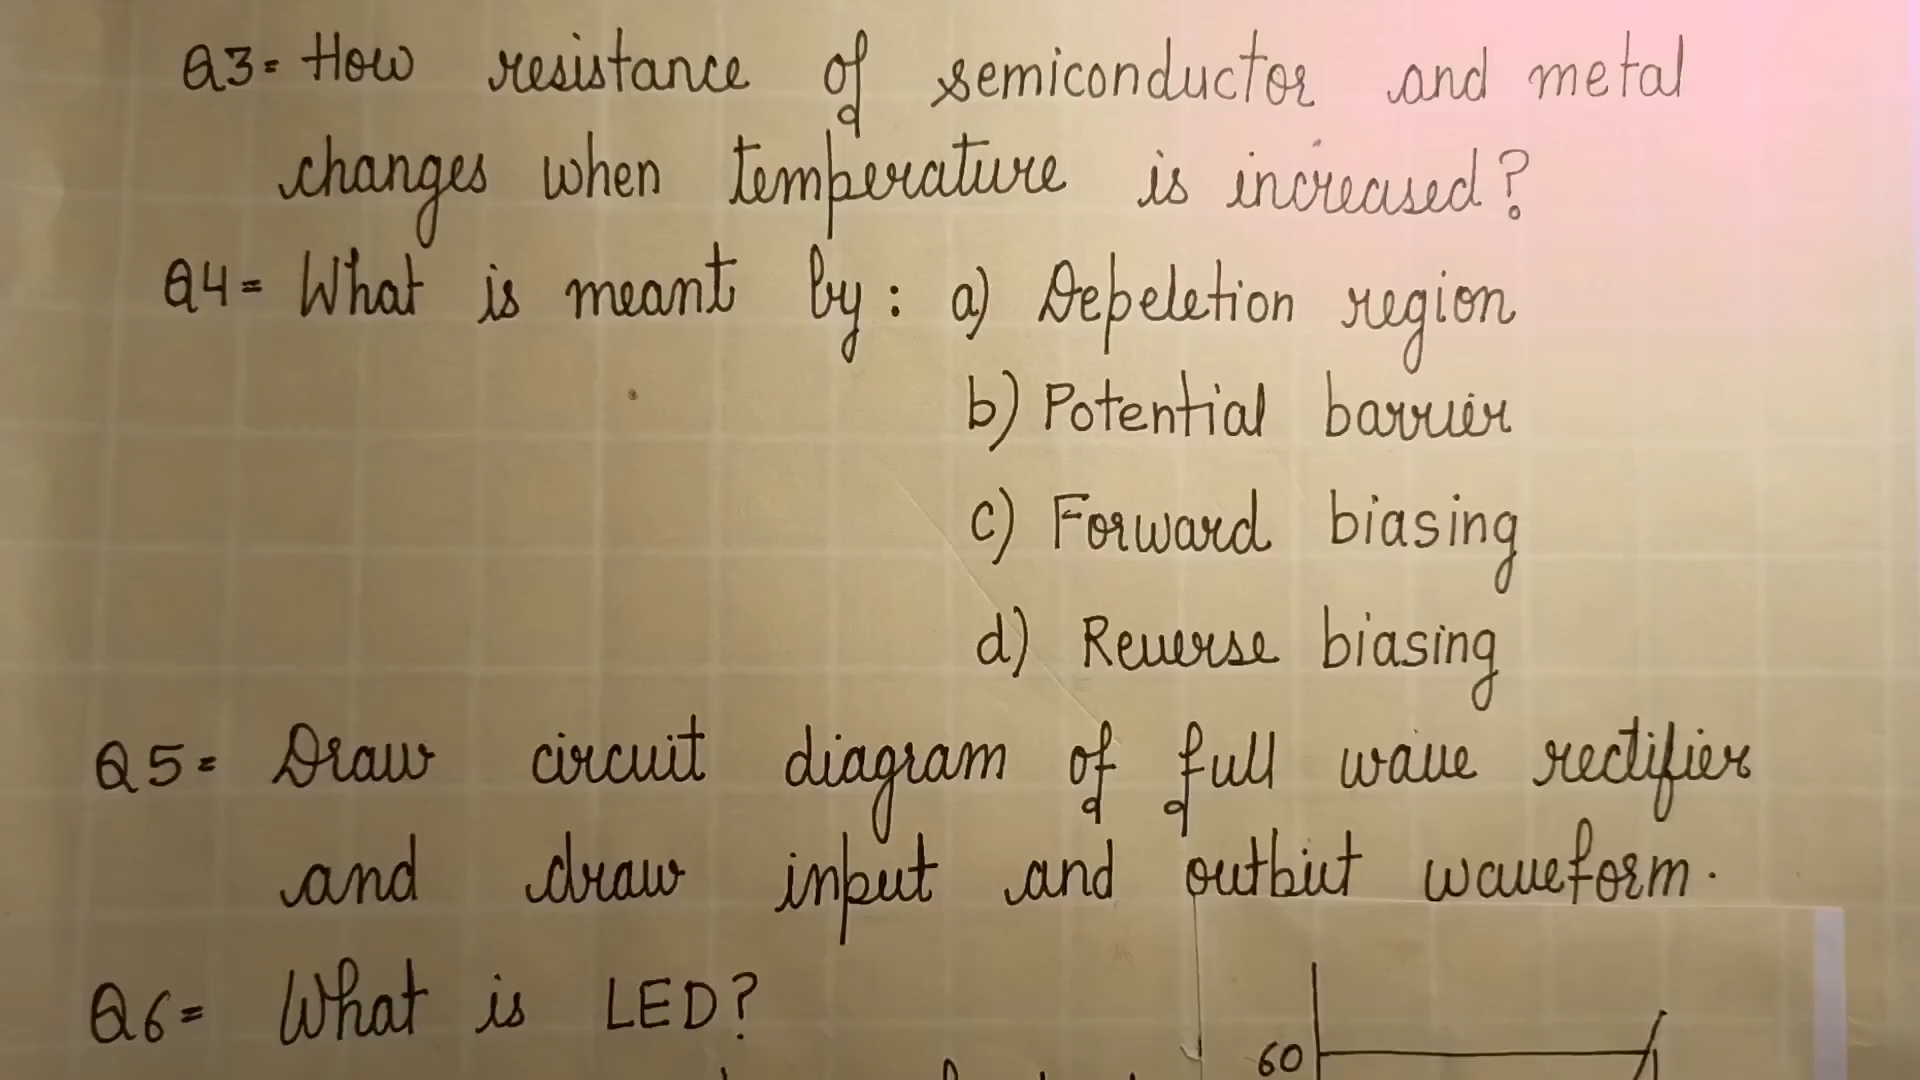 Q3= How resistance of semiconductor and metal
changes when temperature is increased?
Q4= What is meant by: a) Depeletion region
b) Potential barrier
c) Forward biasing
d) Reverse biasing
Q5= Draw circuit diagram of full wave rectifier
and draw input and output waveform.
Q6= What is LED?
60